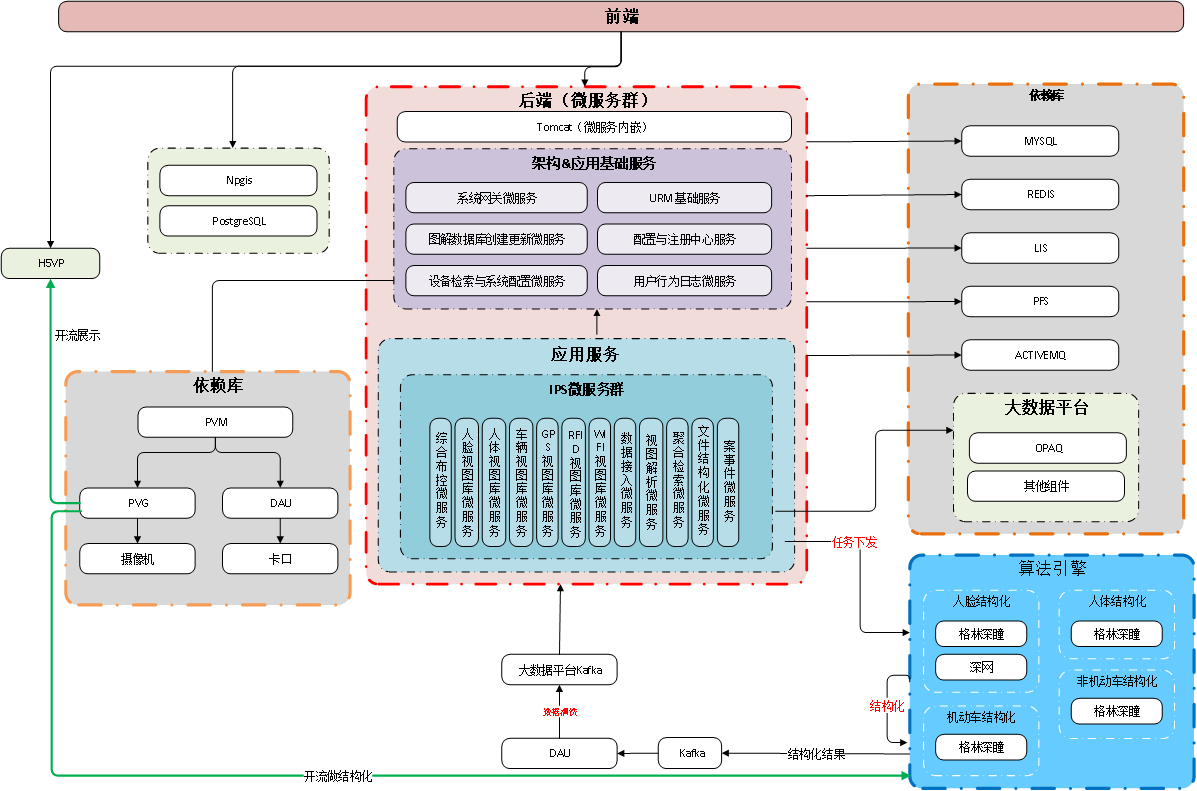 前端
后端（微服务群）
Tomcat（微服务内嵌）
架构&应用基础服务
系统网关微服务
URM基础服务
图解数据库创建更新微服务
配置与注册中心服务
设备检索与系统配置微服务
用户行为日志微服务
应用服务
IPS微服务群
综合布控微服务
人脸视图库微服务
人体视图库微服务
车辆视图库微服务
GPS视图库微服务
RFID视图库微服务
WIFI视图库微服务
数据接入微服务
视图解析微服务
聚合检索微服务
文件结构化微服务
案事件微服务
Npgis
PostgreSQL
H5VP
开流展示
依赖库
PVM
PVG
DAU
摄像机
卡口
依赖库
MYSQL
REDIS
LIS
PFS
ACTIVEMQ
大数据平台
OPAQ
其他组件
任务下发
算法引擎
人脸结构化
格林深瞳
深网
人体结构化
格林深瞳
非机动车结构化
格林深瞳
机动车结构化
格林深瞳
结构化
大数据平台Kafka
数据清洗
DAU
Kafka
结构化结果
开流做结构化